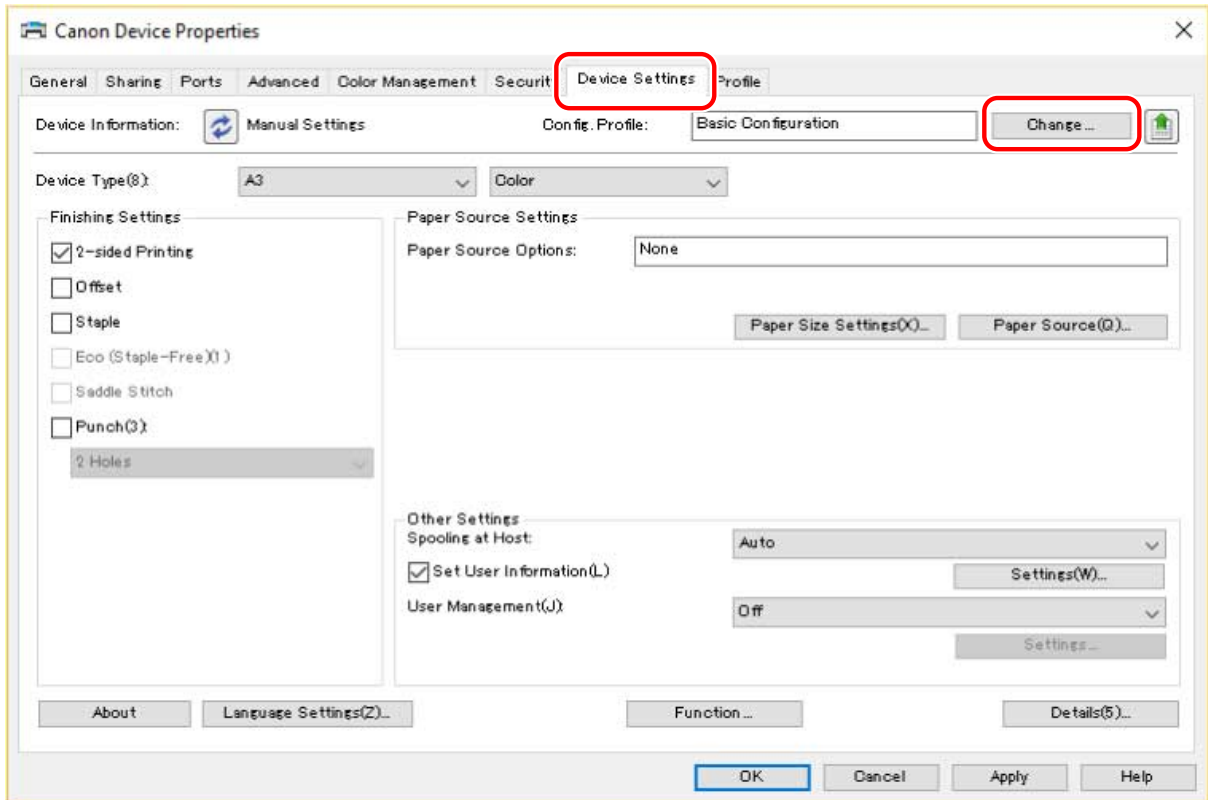 Canon Device Properties
General Sharing Ports Advanced Color Management Securit Device Settings Profile
Device Information: Manual Settings Config. Profile: Basic Configuration Change...
Device Type(8): A3 Color
Finishing Settings
2-sided Printing
Offset
Staple
Eco (Staple-Free)(1)
Saddle Stitch
Punch(3):
2 Holes
Paper Source Settings
Paper Source Options: None
Paper Size Settings(X)... Paper Source(Q)...
Other Settings
Spooling at Host: Auto
Set User Information(L) Settings(W)...
User Management(J): Off
Settings...
About Language Settings(Z)... Function... Details(5)...
OK Cancel Apply Help